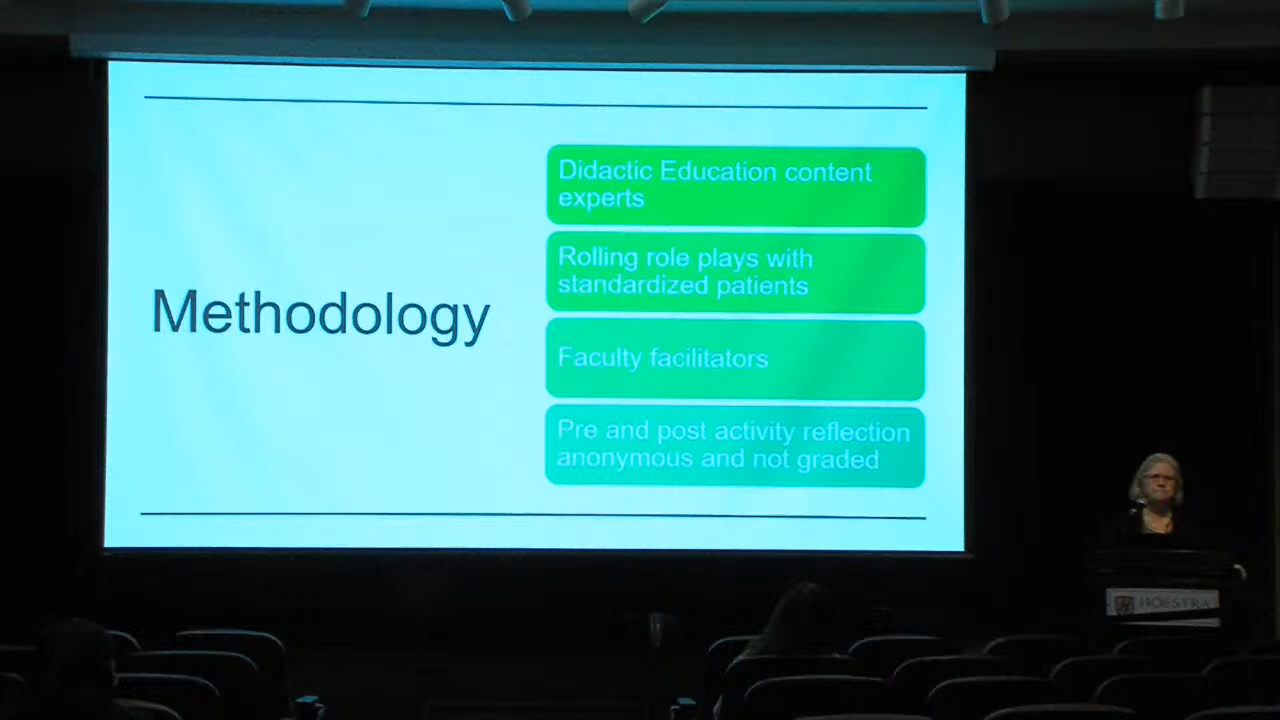 Methodology
Didactic Education content
experts
Rolling role plays with
standardized patients
Faculty facilitators
Pre and post activity reflection
anonymous and not graded
HOFSTRA